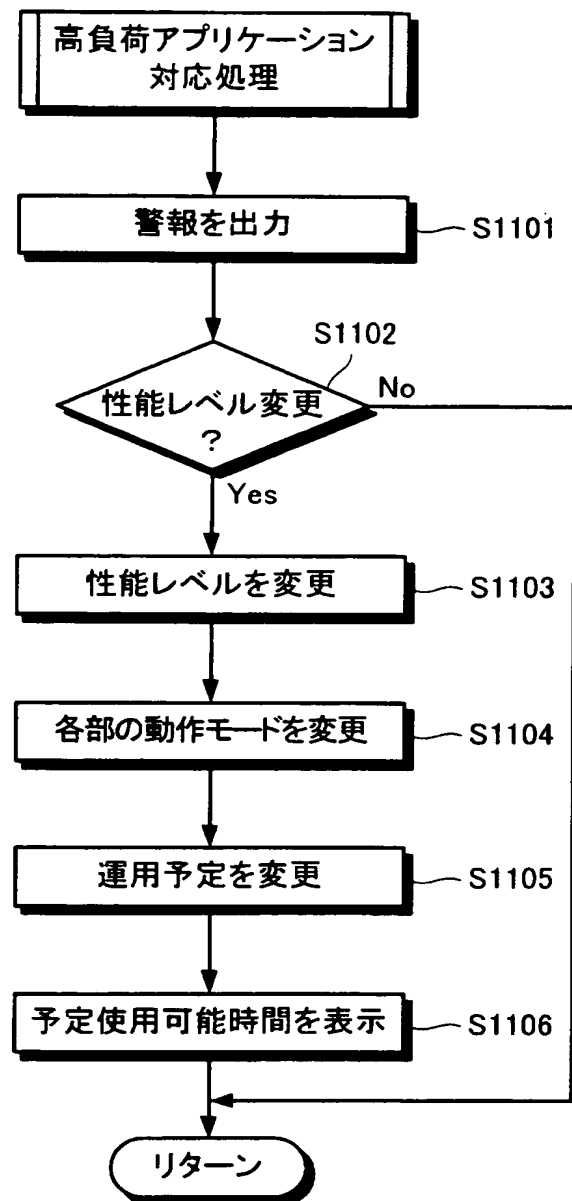 高負荷アプリケーション
対応処理
警報を出力
S1101
S1102
性能レベル変更
?
No
Yes
性能レベルを変更
S1103
各部の動作モードを変更
S1104
運用予定を変更
S1105
予定使用可能時間を表示
S1106
リターン